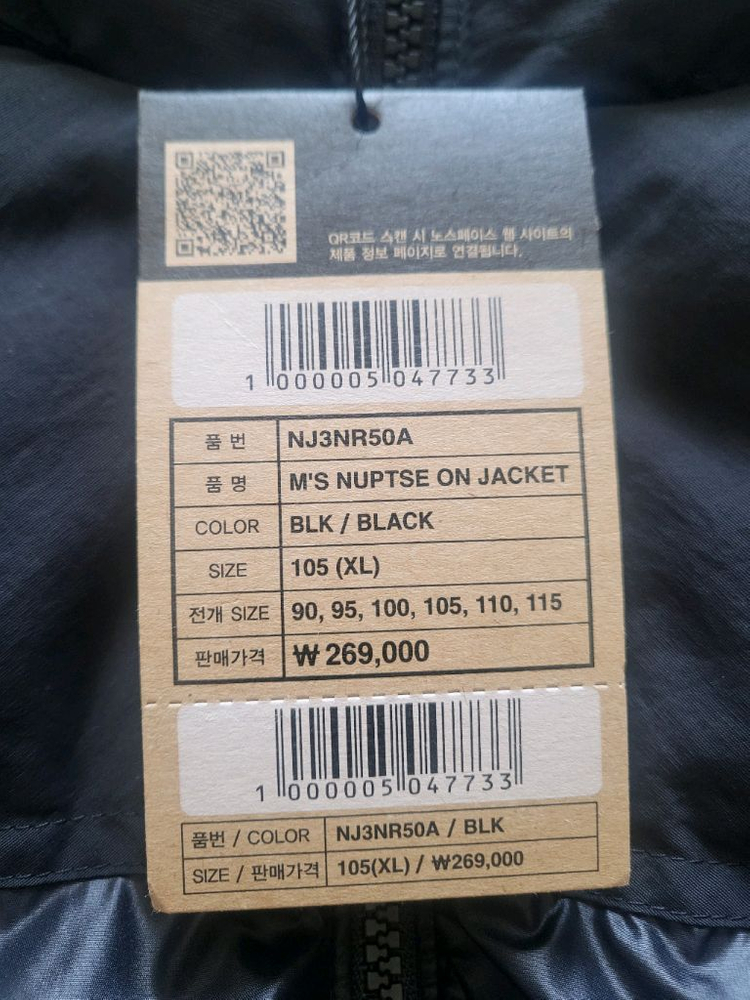 QR코드 스캔 시 노스페이스 웹 사이트의
제품 정보 페이지로 연결됩니다.
1 000005 047733
품 번 NJ3NR50A
품 명 M'S NUPTSE ON JACKET
COLOR BLK / BLACK
SIZE 105 (XL)
전개 SIZE 90, 95, 100, 105, 110, 115
판매가격 ₩ 269,000
1 000005 047733
품번 / COLOR NJ3NR50A / BLK
SIZE / 판매가격 105(XL) / ₩269,000